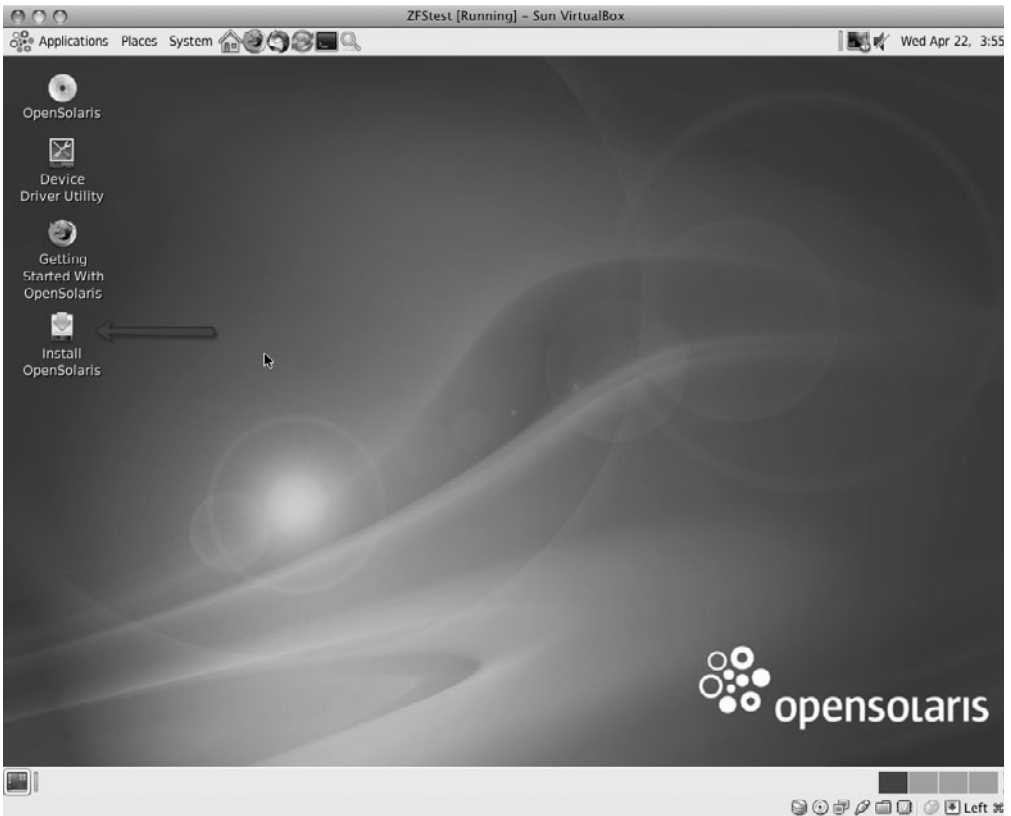 ZFStest [Running] – Sun VirtualBox
Applications Places System
Wed Apr 22, 3:55
OpenSolaris
Device
Driver Utility
Getting
Started With
OpenSolaris
Install
OpenSolaris
opensolaris
Left ⌘